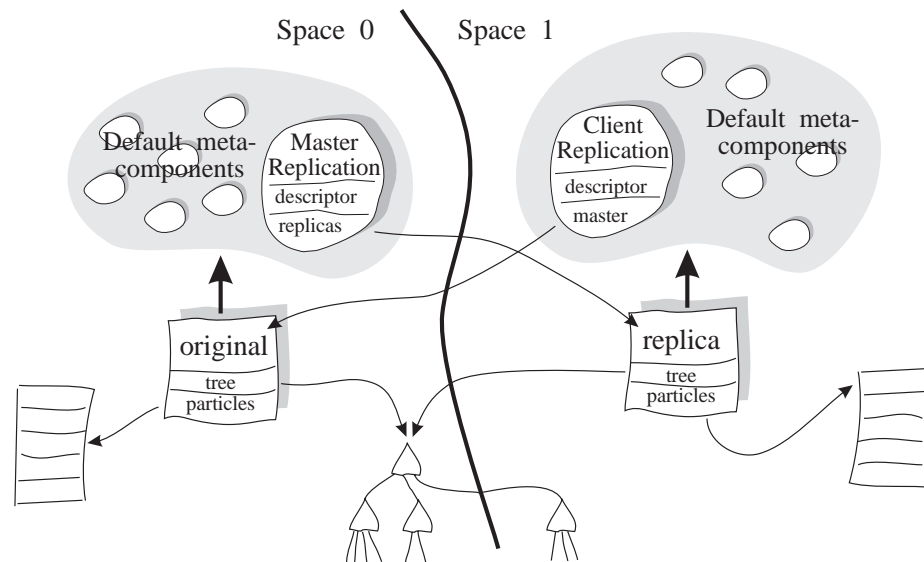 Space 0
Space 1
Default meta-
components
Master
Replication
descriptor
replicas
Client
Replication
descriptor
master
Default meta-
components
original
tree
particles
replica
tree
particles